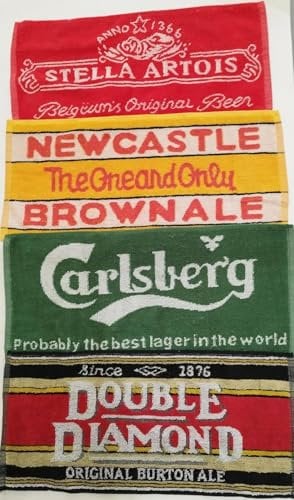 ANNO ☆ 1366
STELLA ARTOIS
Belgium's Original Beer
NEWCASTLE
The One and Only
BROWN ALE
Carlsberg
Probably the best lager in the world
Since 1876
DOUBLE
DIAMOND
ORIGINAL BURTON ALE